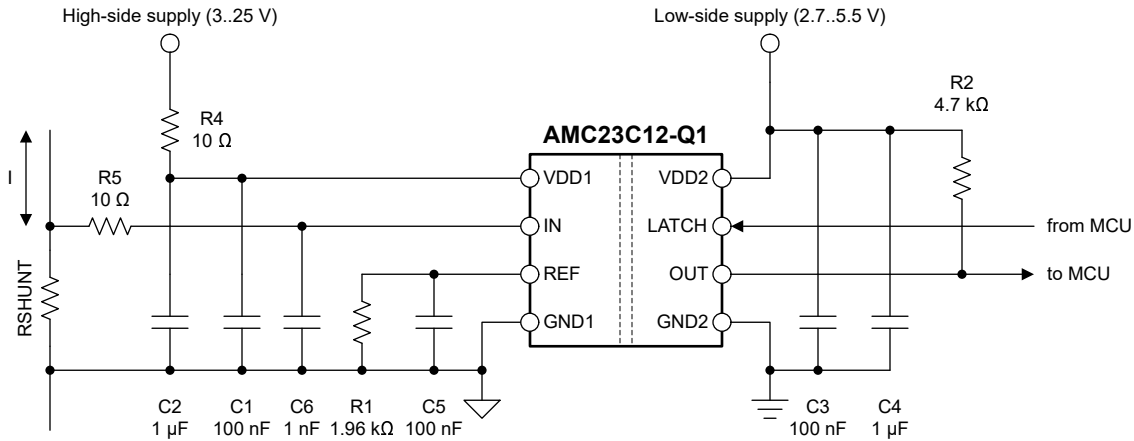 High-side supply (3..25 V)
Low-side supply (2.7..5.5 V)
R4
10 Ω
R2
4.7 kΩ
AMC23C12-Q1
I
R5
10 Ω
VDD1
VDD2
IN
LATCH
from MCU
RSHUNT
REF
OUT
to MCU
GND1
GND2
C2
1 µF
C1
100 nF
C6
1 nF
R1
1.96 kΩ
C5
100 nF
C3
100 nF
C4
1 µF